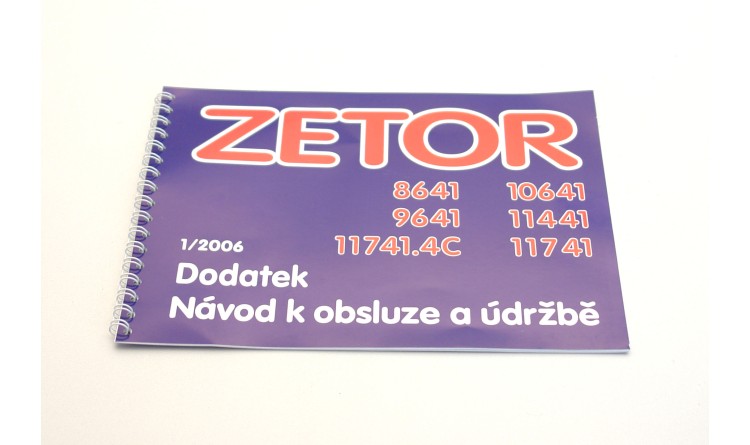 ZETOR
8641 10641
9641 11441
11741.4C 11741
1/2006
Dodatek
Návod k obsluze a údržbě